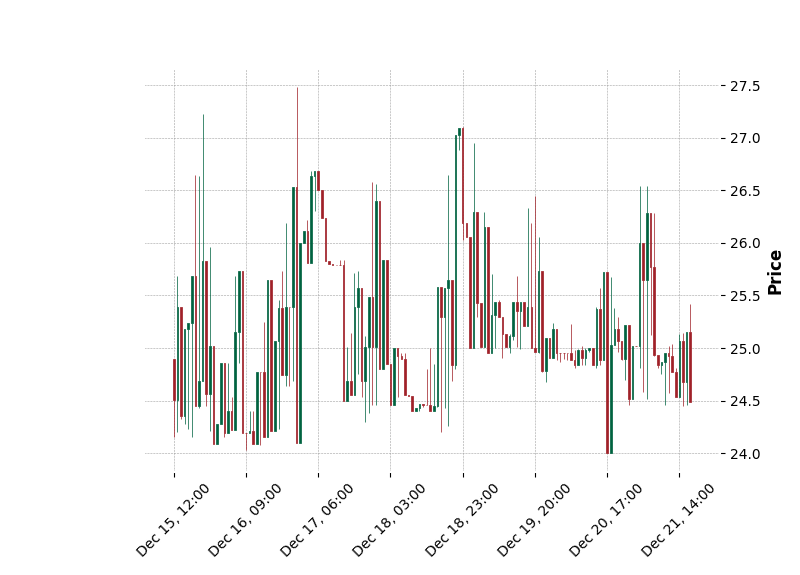 27.5
27.0
26.5
26.0
25.5
25.0
24.5
24.0
Price
Dec 15, 12:00
Dec 16, 09:00
Dec 17, 06:00
Dec 18, 03:00
Dec 18, 23:00
Dec 19, 20:00
Dec 20, 17:00
Dec 21, 14:00